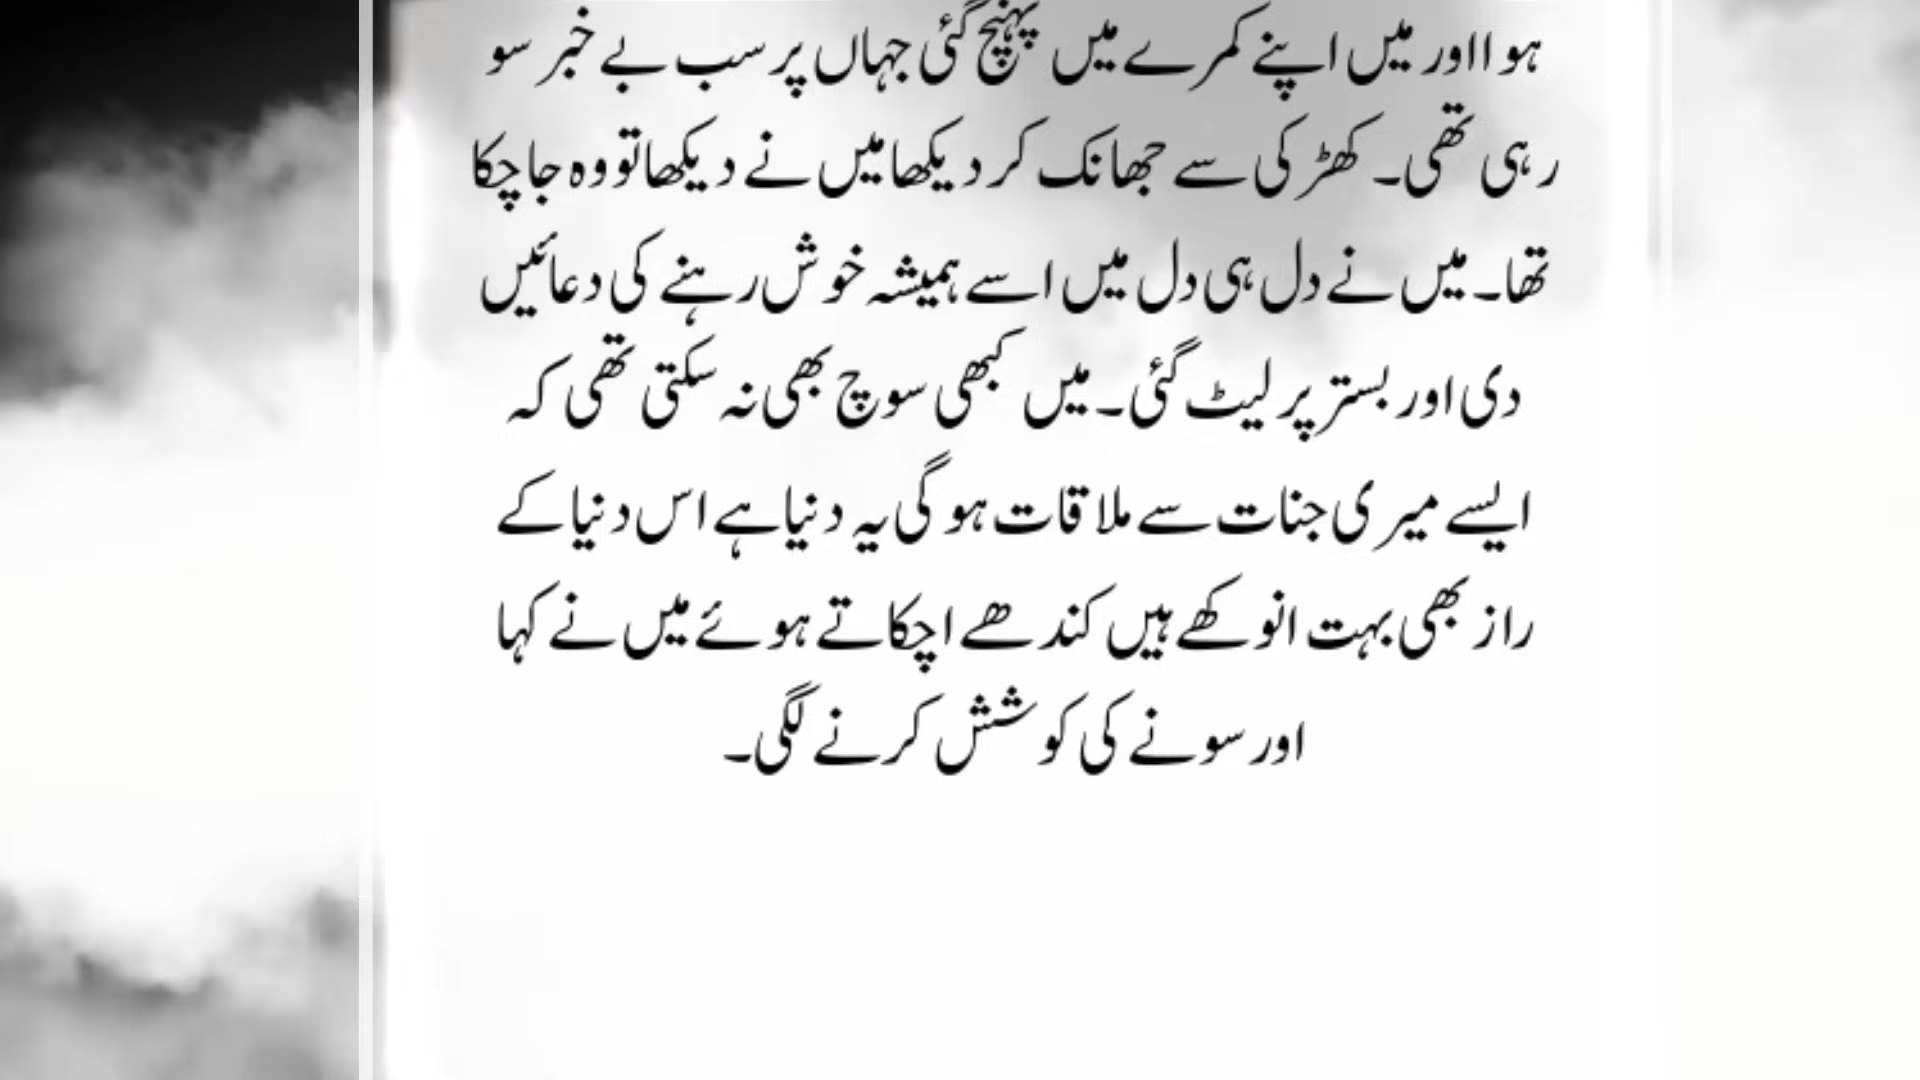 ہوا اور میں اپنے کمرے میں پہنچ گئی جہاں پر سب بے خبر سو
رہی تھی۔ کھڑکی سے جھانک کر دیکھا میں نے دیکھا تو وہ جا چکا
تھا۔ میں نے دل ہی دل میں اسے ہمیشہ خوش رہنے کی دعائیں
دی اور بستر پر لیٹ گئی۔ میں کبھی سوچ بھی نہ سکتی تھی کہ
ایسے میری جنات سے ملاقات ہو گی یہ دنیا ہے اس دنیا کے
راز بھی بہت انوکھے ہیں کندھے اچکاتے ہوئے میں نے کہا
اور سونے کی کوشش کرنے لگی۔